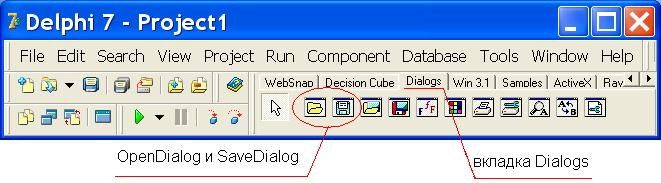 Delphi 7 - Project1
File Edit Search View Project Run Component Database Tools Window Help
WebSnap Decision Cube Dialogs Win 3.1 Samples ActiveX Rav
OpenDialog и SaveDialog
вкладка Dialogs